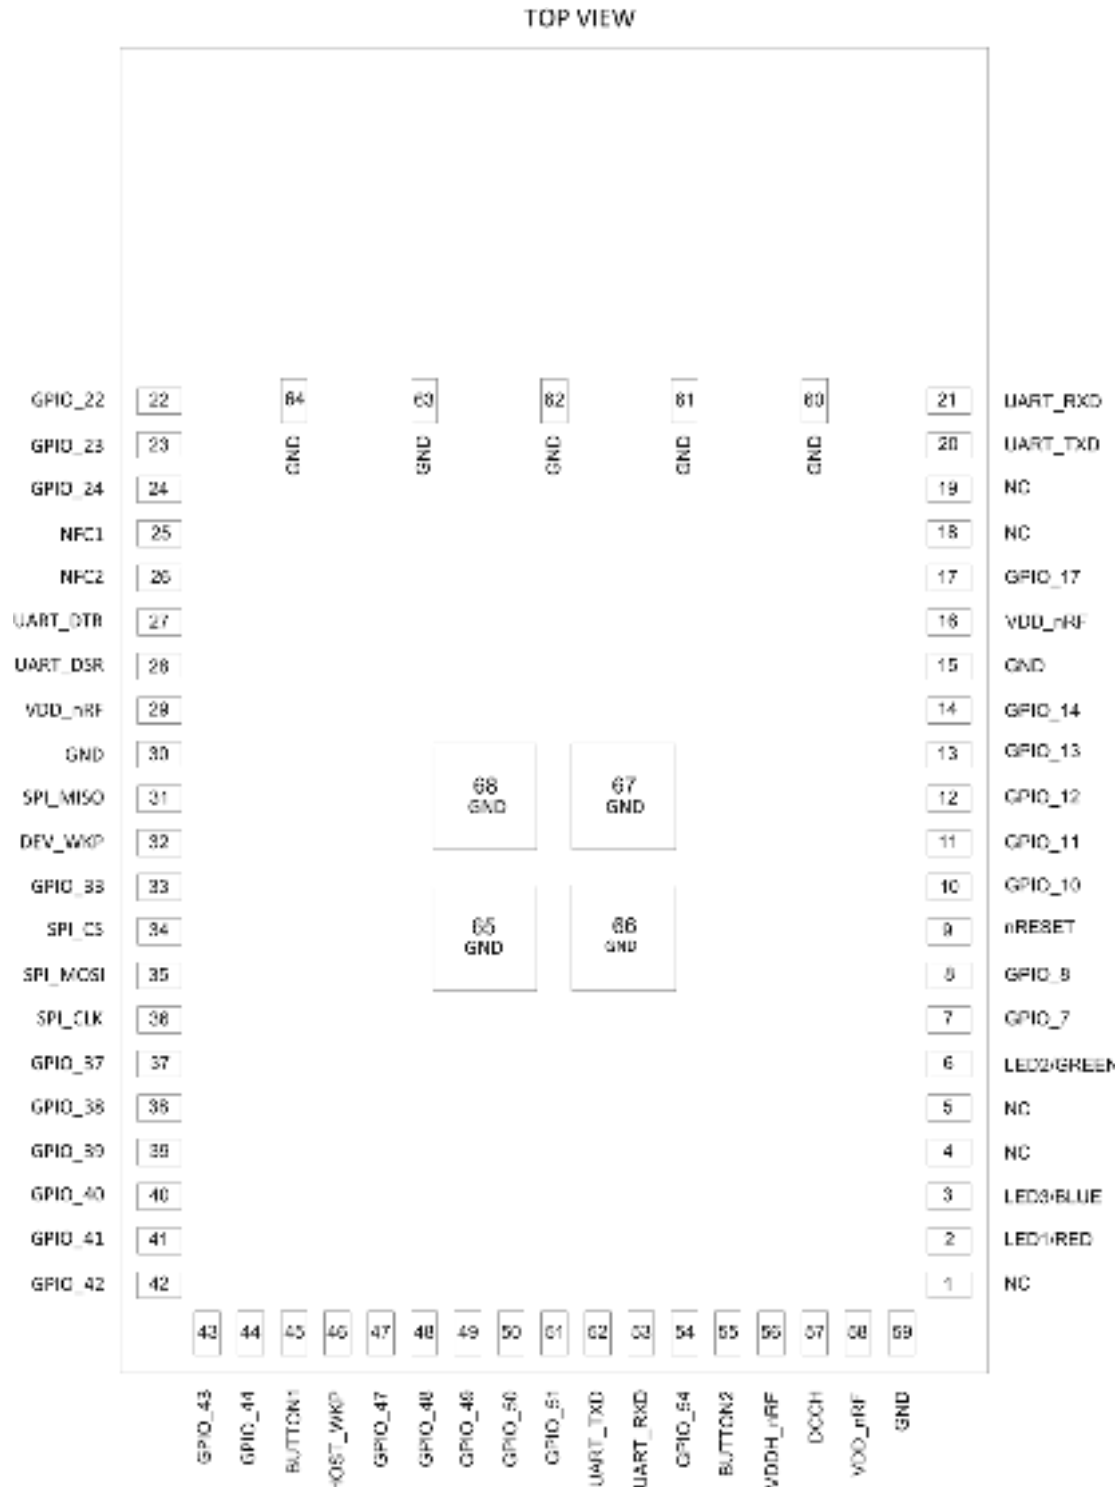 TOP VIEW
GPIO_22 22 64 63 62 61 60 21 UART_RXD
GPIO_23 23 GND GND GND GND GND 20 UART_TXD
GPIO_24 24 19 NC
NFC1 25 18 NC
NFC2 26 17 GPIO_17
UART_DTR 27 16 VDD_nRF
UART_DSR 28 15 GND
VDD_nRF 29 14 GPIO_14
GND 30 13 GPIO_13
SPI_MISO 31 68 GND 67 GND 12 GPIO_12
DEV_WKP 32 11 GPIO_11
GPIO_33 33 10 GPIO_10
SPI_CS 34 65 GND 66 GND 9 nRESET
SPI_MOSI 35 8 GPIO_8
SPI_CLK 36 7 GPIO_7
GPIO_37 37 6 LED2/GREEN
GPIO_38 38 5 NC
GPIO_39 39 4 NC
GPIO_40 40 3 LED3/BLUE
GPIO_41 41 2 LED1/RED
GPIO_42 42 1 NC
43 44 45 46 47 48 49 50 51 52 53 54 55 56 57 58 59
GPIO_43
GPIO_44
BUTTON1
HOST_WKP
GPIO_47
GPIO_48
GPIO_49
GPIO_50
GPIO_51
UART_TXD
UART_RXD
GPIO_54
BUTTON2
VDDH_nRF
DCCH
VDD_nRF
GND